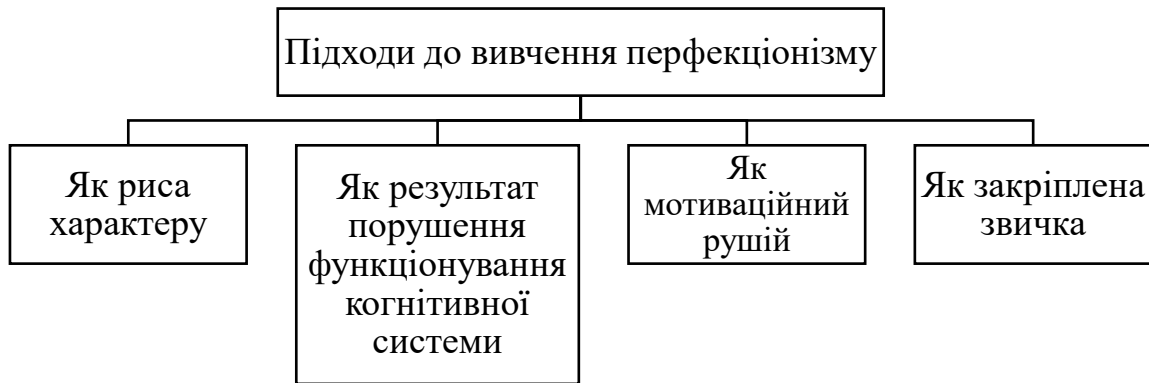 Підходи до вивчення перфекціонізму
Як риса
характеру
Як результат
порушення
функціонування
когнітивної
системи
Як
мотиваційний
рушій
Як закріплена
звичка